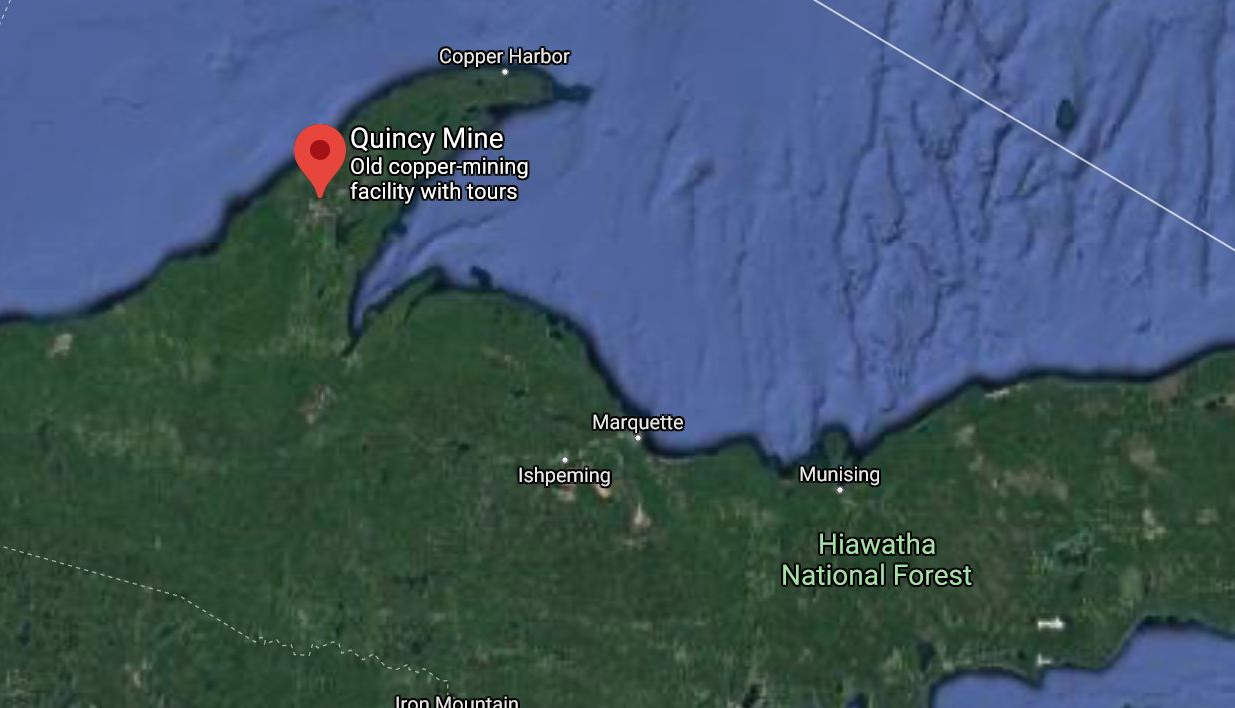 Copper Harbor
Quincy Mine
Old copper-mining
facility with tours
Marquette
Ishpeming
Munising
Hiawatha
National Forest
Iron Mountain